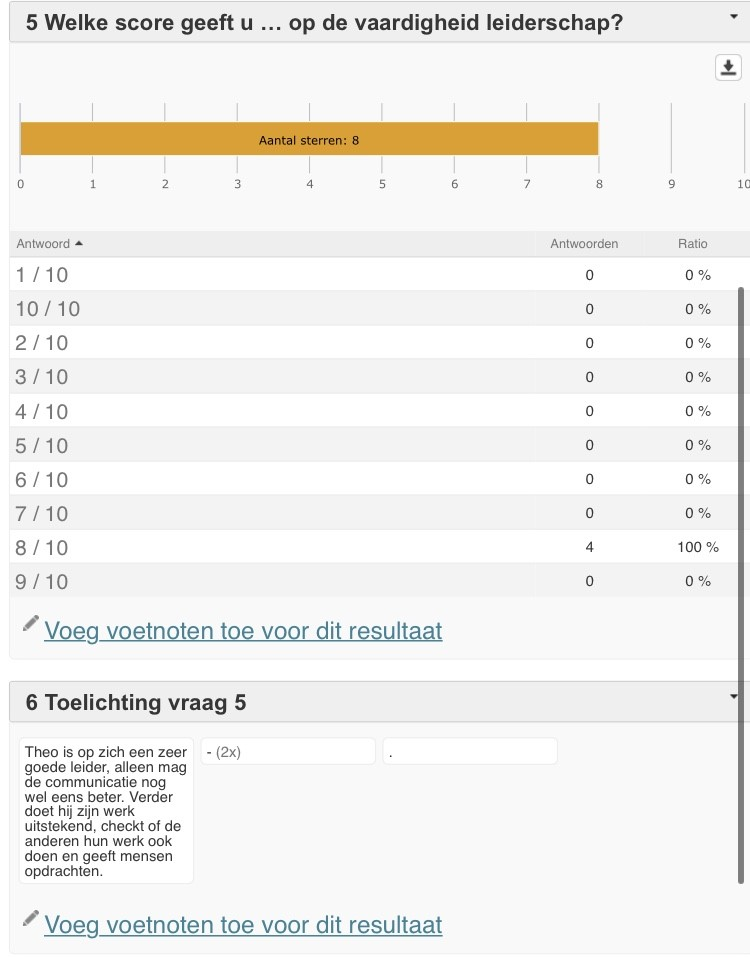 5 Welke score geeft u … op de vaardigheid leiderschap?
Aantal sterren: 8
0 1 2 3 4 5 6 7 8 9 10
Antwoord Antwoorden Ratio
1 / 10 0 0 %
10 / 10 0 0 %
2 / 10 0 0 %
3 / 10 0 0 %
4 / 10 0 0 %
5 / 10 0 0 %
6 / 10 0 0 %
7 / 10 0 0 %
8 / 10 4 100 %
9 / 10 0 0 %
Voeg voetnoten toe voor dit resultaat
6 Toelichting vraag 5
Theo is op zich een zeer
goede leider, alleen mag
de communicatie nog
wel eens beter. Verder
doet hij zijn werk
uitstekend, checkt of de
anderen hun werk ook
doen en geeft mensen
opdrachten.
- (2x)
.
Voeg voetnoten toe voor dit resultaat